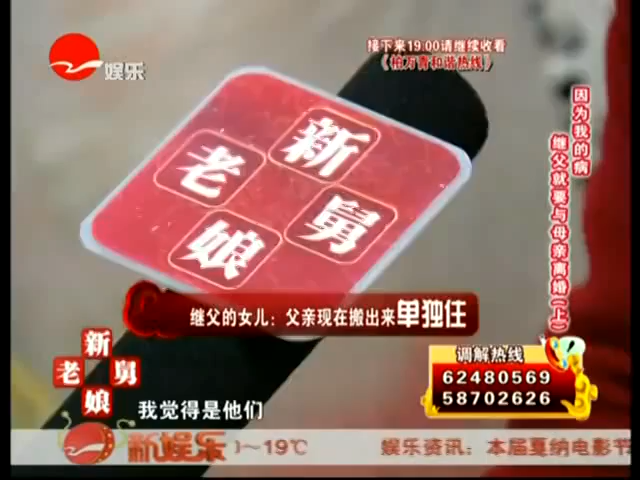 娱乐
接下来19:00请继续收看
《柏万青和谐热线》
因为我的病
继父就要与母亲离婚(上)
新
老
舅
娘
继父的女儿：父亲现在搬出来单独住
新
老 舅
娘
调解热线
62480569
58702626
我觉得是他们
新娱乐
～19℃
娱乐资讯：本届戛纳电影节